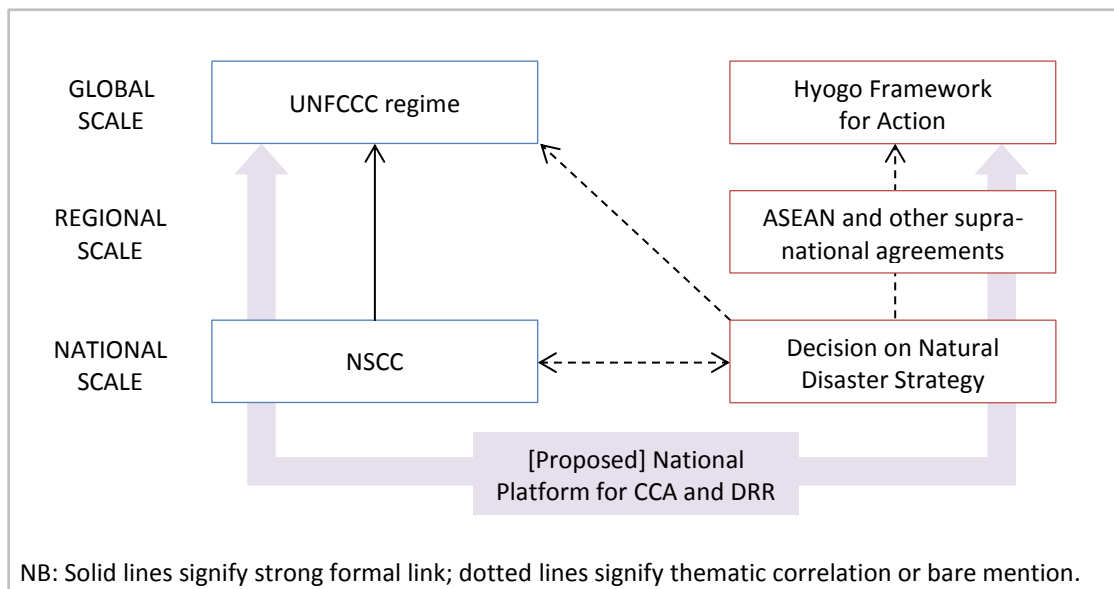 GLOBAL
SCALE
UNFCCC regime
Hyogo Framework
for Action
REGIONAL
SCALE
ASEAN and other supra-
national agreements
NATIONAL
SCALE
NSCC
Decision on Natural
Disaster Strategy
[Proposed] National
Platform for CCA and DRR
NB: Solid lines signify strong formal link; dotted lines signify thematic correlation or bare mention.